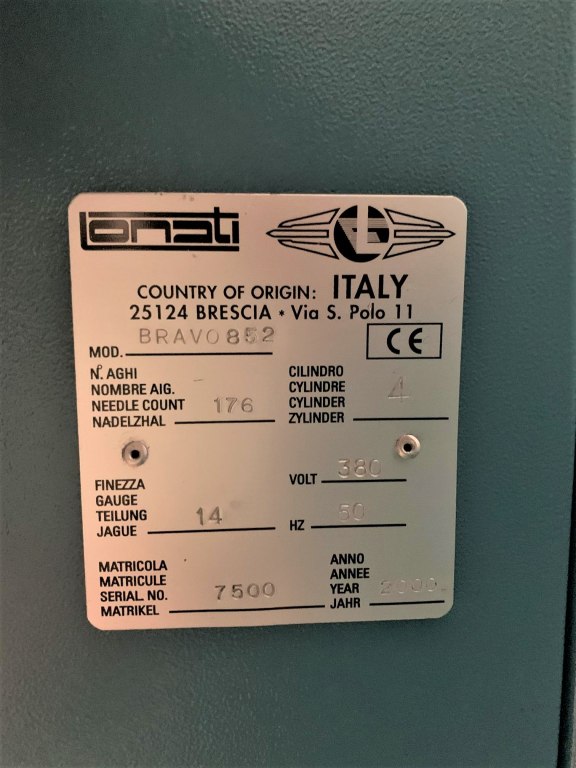 Lonati
COUNTRY OF ORIGIN: ITALY
25124 BRESCIA • Via S. Polo 11
MOD. BRAVO852
CE
N. AGHI
NOMBRE AIG.
NEEDLE COUNT 176
NADELZHAL
CILINDRO
CYLINDRE
CYLINDER 4
ZYLINDER
FINEZZA
GAUGE
TEILUNG 14
JAGUE
VOLT 380
HZ 50
MATRICOLA
MATRICULE
SERIAL NO. 7500
MATRIKEL
ANNO
ANNEE
YEAR 2000
JAHR